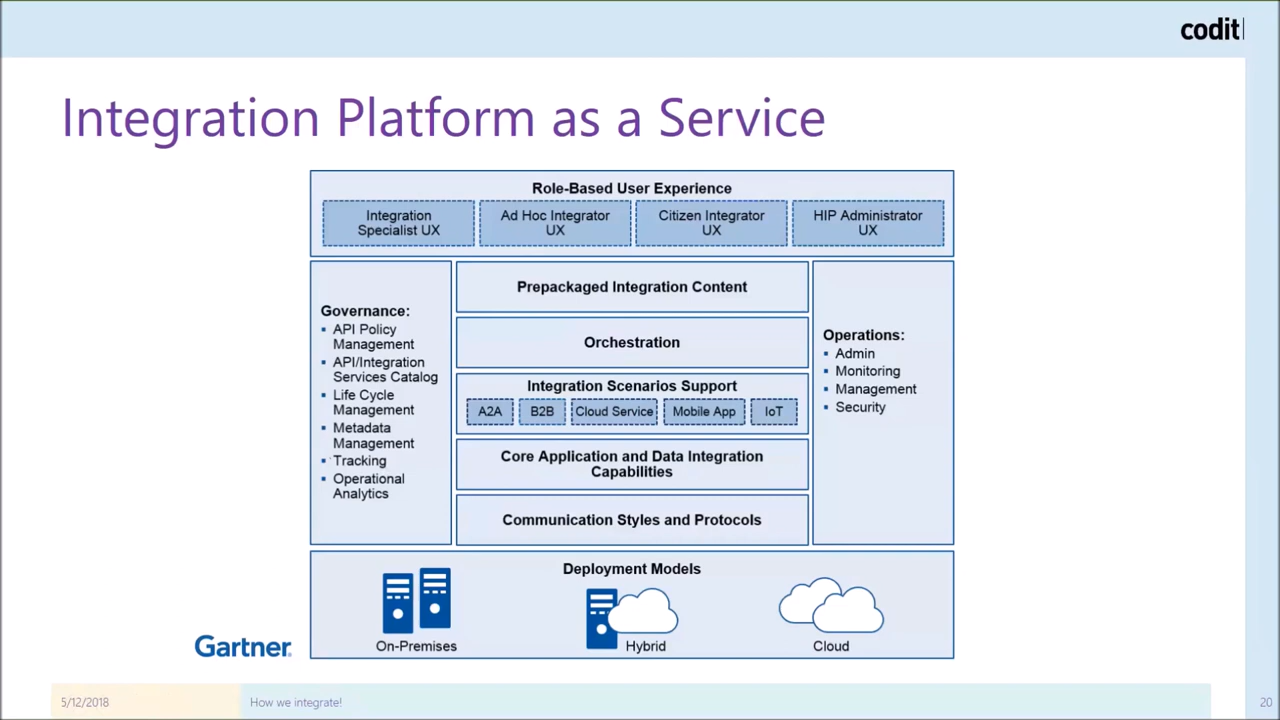 codit
Integration Platform as a Service
Role-Based User Experience
Integration
Specialist UX
Ad Hoc Integrator
UX
Citizen Integrator
UX
HIP Administrator
UX
Governance:
▪ API Policy
Management
▪ API/Integration
Services Catalog
▪ Life Cycle
Management
▪ Metadata
Management
▪ Tracking
▪ Operational
Analytics
Prepackaged Integration Content
Orchestration
Integration Scenarios Support
A2A
B2B
Cloud Service
Mobile App
IoT
Core Application and Data Integration
Capabilities
Communication Styles and Protocols
Operations:
▪ Admin
▪ Monitoring
▪ Management
▪ Security
Deployment Models
On-Premises
Hybrid
Cloud
Gartner.
5/12/2018
How we integrate!
20